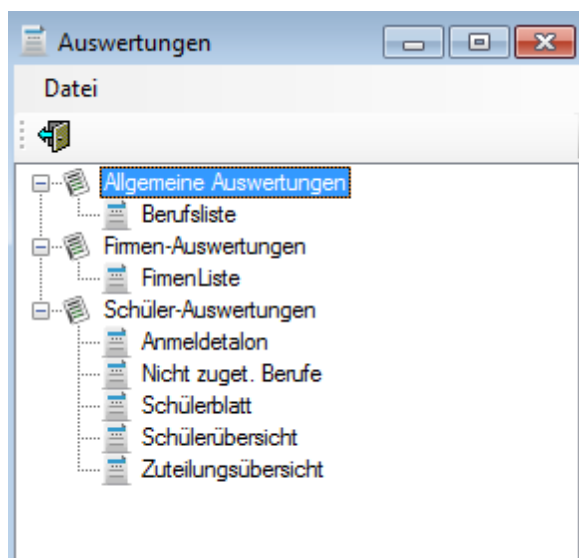 Auswertungen
Datei
Allgemeine Auswertungen
Berufsliste
Firmen-Auswertungen
FimenListe
Schüler-Auswertungen
Anmeldetalon
Nicht zuget. Berufe
Schülerblatt
Schülerübersicht
Zuteilungsübersicht